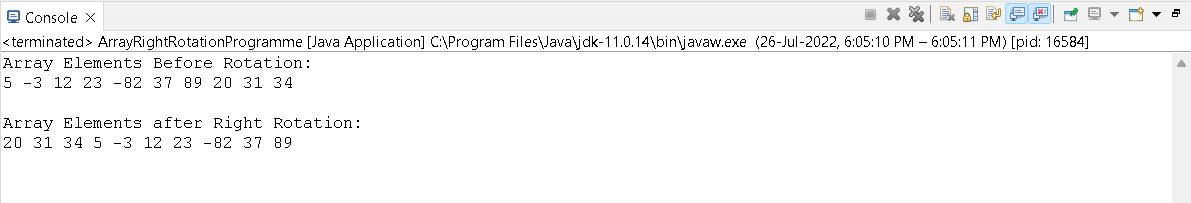 Console
<terminated> ArrayRightRotationProgramme [Java Application] C:\Program Files\Java\jdk-11.0.14\bin\javaw.exe (26-Jul-2022, 6:05:10 PM – 6:05:11 PM) [pid: 16584]
Array Elements Before Rotation:
5 -3 12 23 -82 37 89 20 31 34
Array Elements after Right Rotation:
20 31 34 5 -3 12 23 -82 37 89